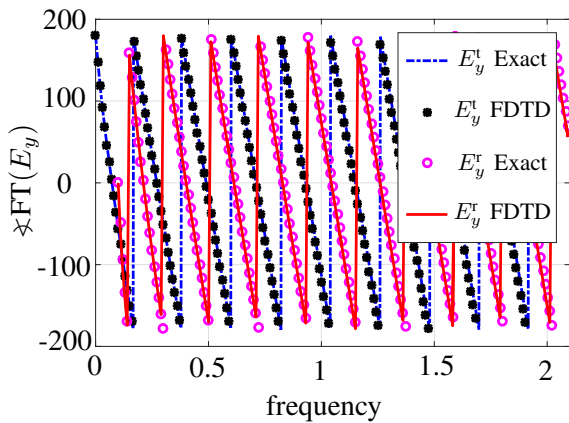 200
100
0
-100
-200
∢FT(E_y)
0
0.5
1
1.5
2
frequency
E_y^t Exact
E_y^t FDTD
E_y^r Exact
E_y^r FDTD